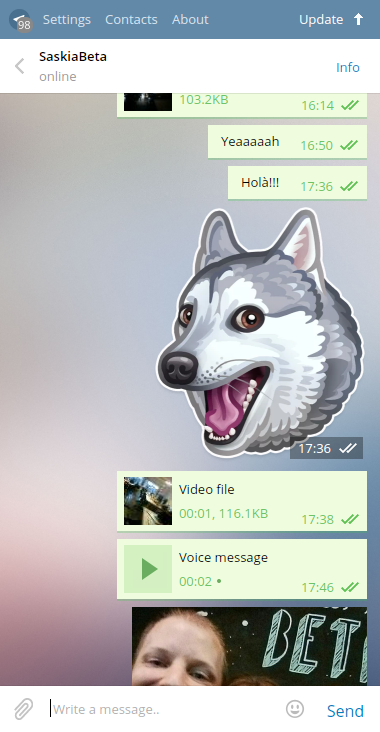 98 Settings Contacts About Update
SaskiaBeta
online
Info
103.2KB
16:14
Yeaaaaah 16:50
Holà!!! 17:36
17:36
Video file
00:01, 116.1KB
17:38
Voice message
00:02
17:46
BET
Write a message.. Send